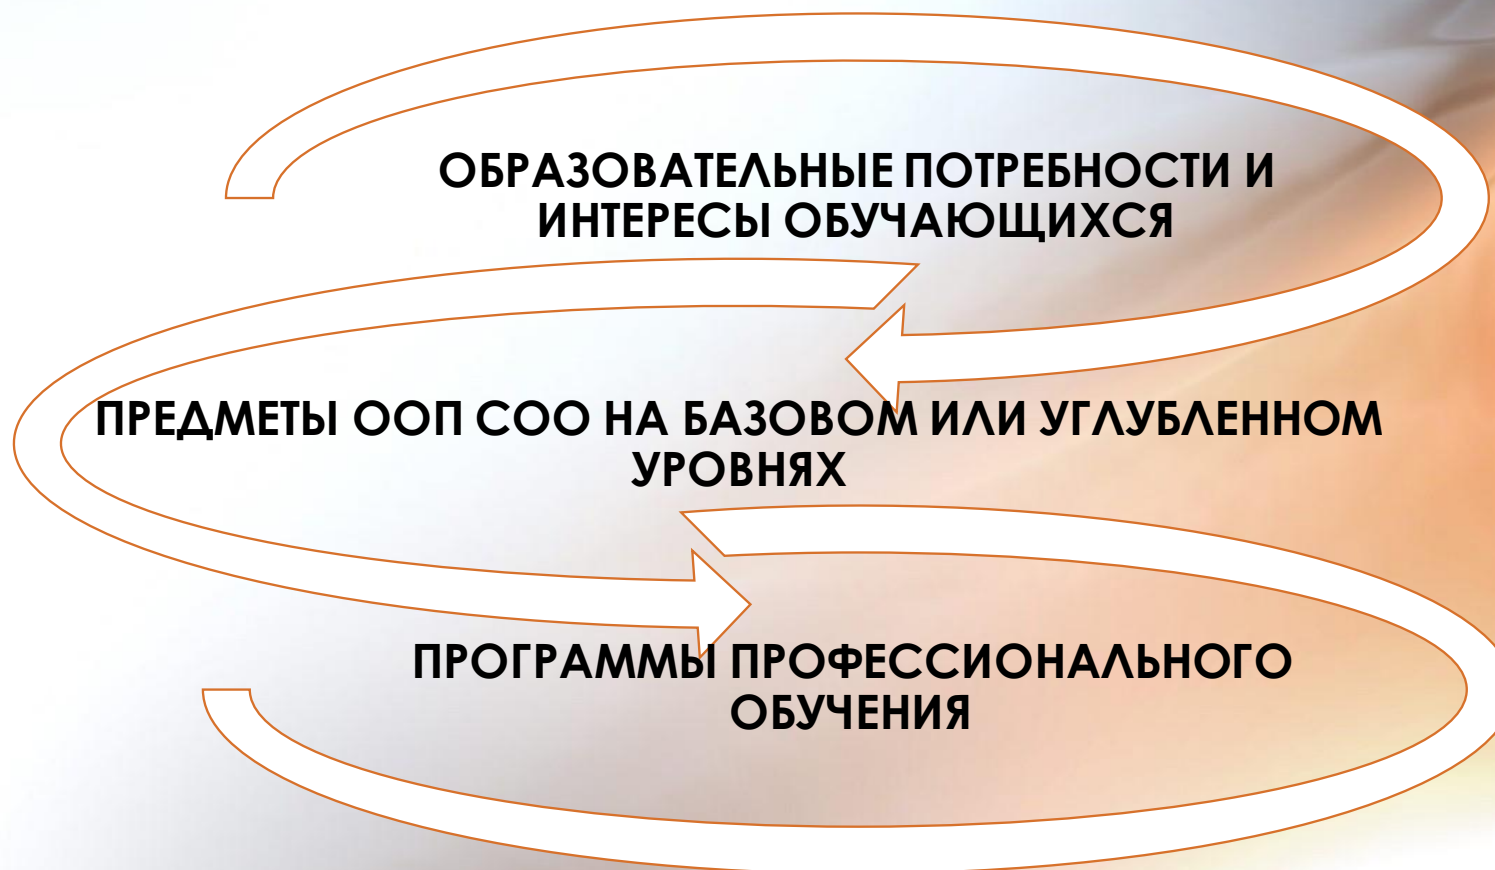 ОБРАЗОВАТЕЛЬНЫЕ ПОТРЕБНОСТИ И
ИНТЕРЕСЫ ОБУЧАЮЩИХСЯ
ПРЕДМЕТЫ ООП СОО НА БАЗОВОМ ИЛИ УГЛУБЛЕННОМ
УРОВНЯХ
ПРОГРАММЫ ПРОФЕССИОНАЛЬНОГО
ОБУЧЕНИЯ